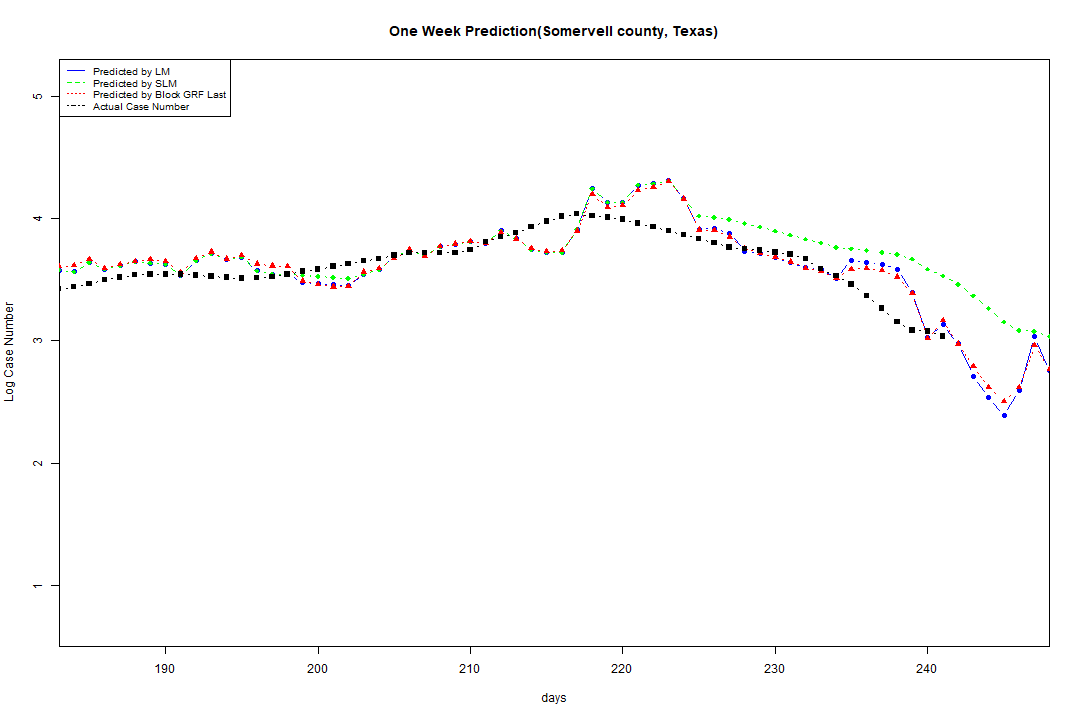 One Week Prediction(Somervell county, Texas)
Predicted by LM
Predicted by SLM
Predicted by Block GRF Last
Actual Case Number
5
4
3
2
1
Log Case Number
190 200 210 220 230 240
days